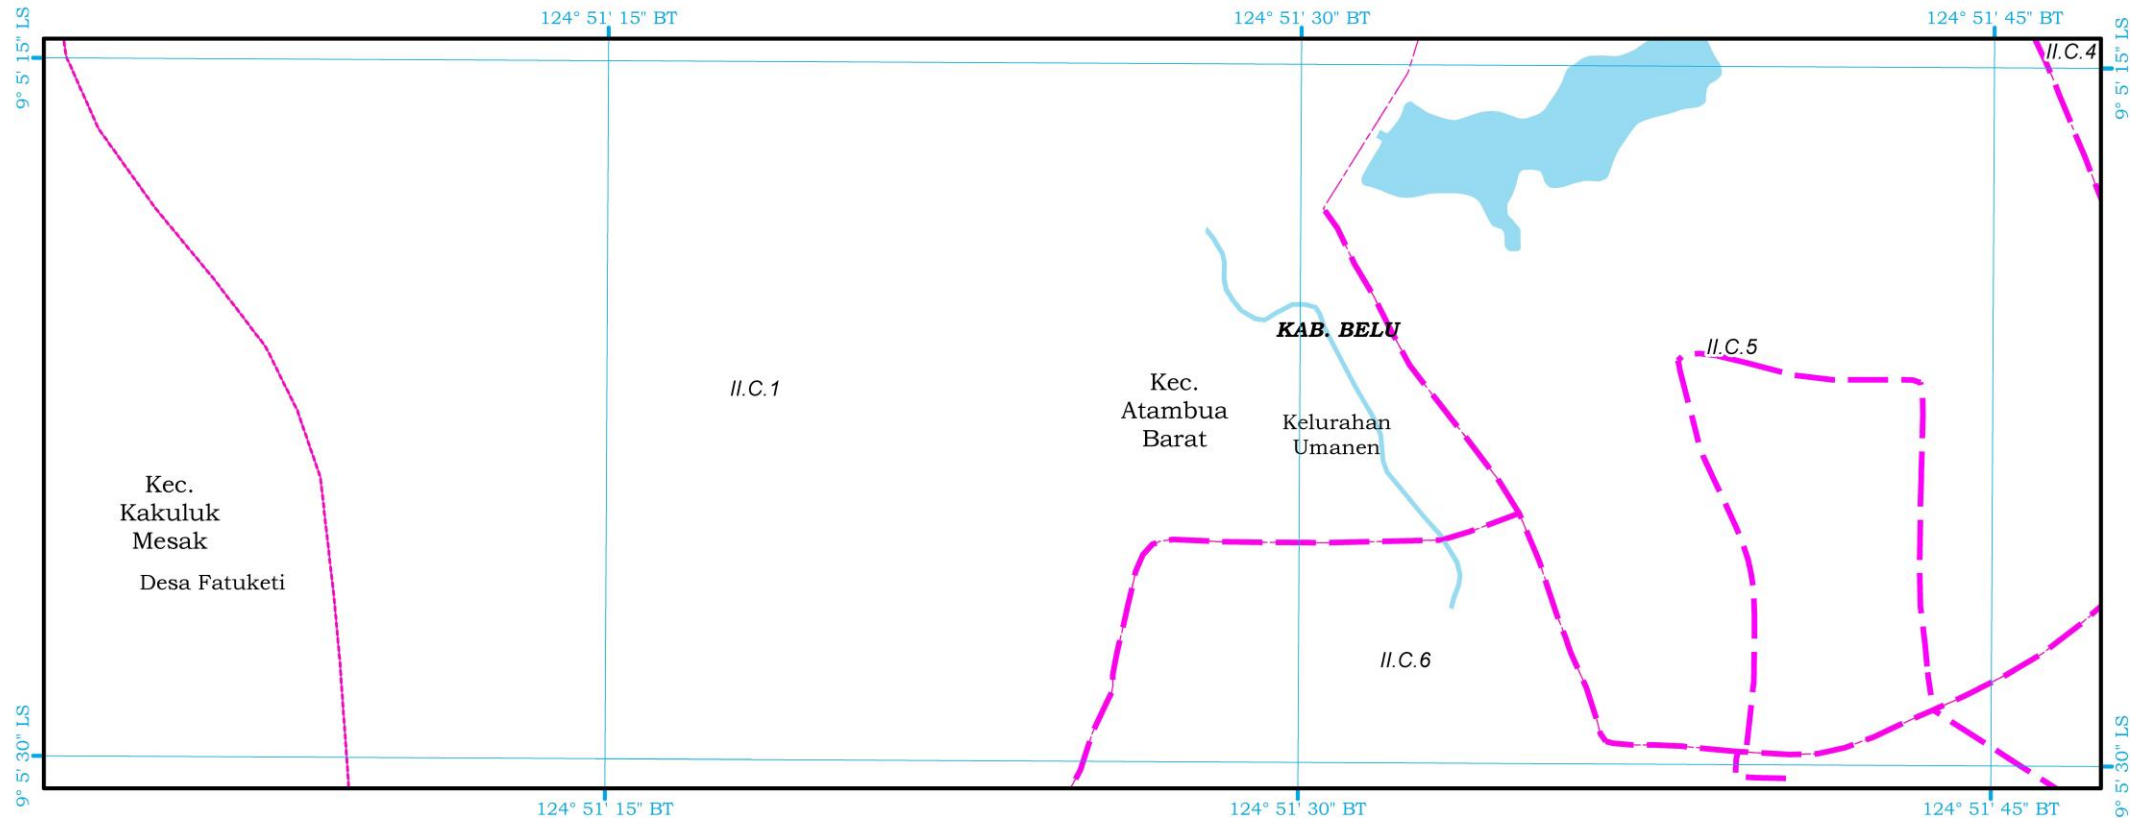 124° 51' 15" BT
124° 51' 30" BT
124° 51' 45" BT
9° 5' 15" LS
9° 5' 15" LS
II.C.4
KAB. BELU
II.C.5
II.C.1
Kec.
Atambua
Barat
Kelurahan
Umanen
Kec.
Kakuluk
Mesak
Desa Fatuketi
II.C.6
9° 5' 30" LS
9° 5' 30" LS
124° 51' 15" BT
124° 51' 30" BT
124° 51' 45" BT